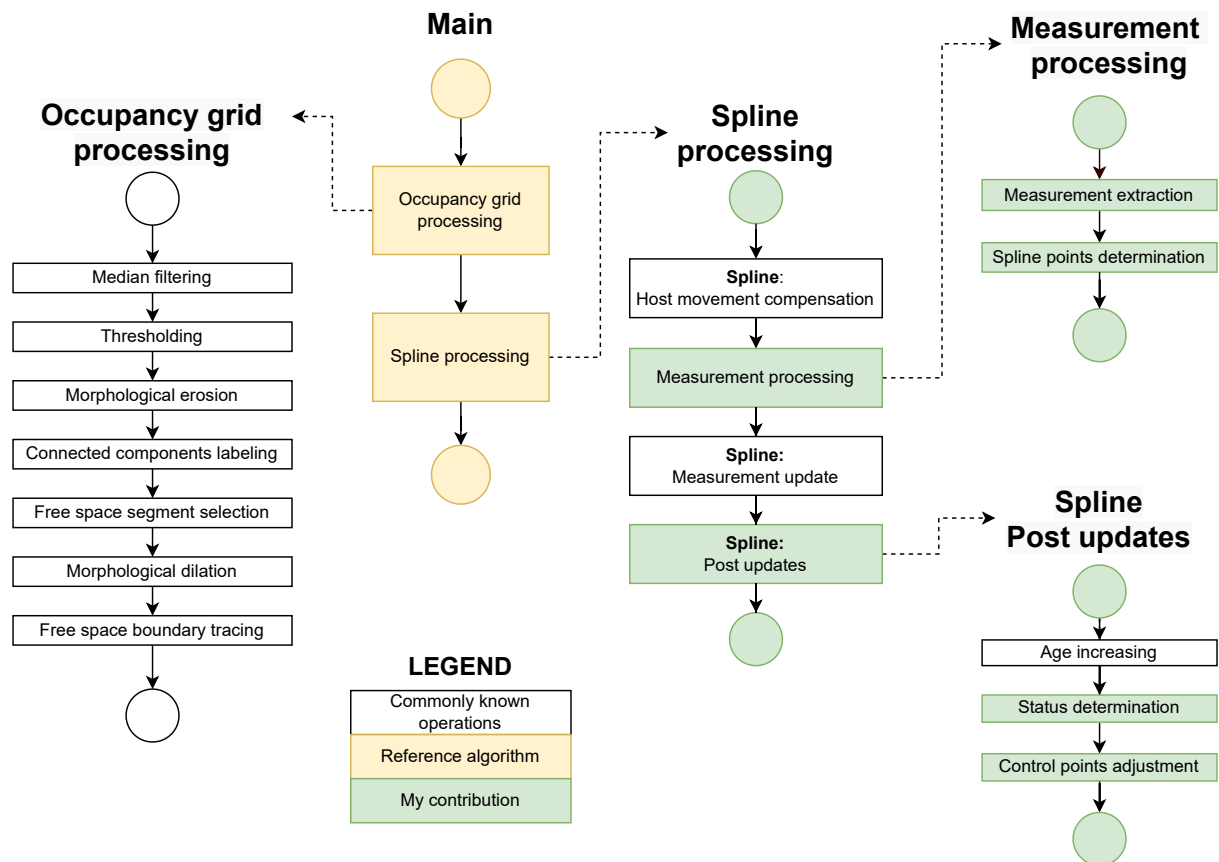 Main
Occupancy grid
processing
Spline
processing
Occupancy grid
processing
Median filtering
Thresholding
Morphological erosion
Connected components labeling
Free space segment selection
Morphological dilation
Free space boundary tracing
LEGEND
Commonly known
operations
Reference algorithm
My contribution
Spline processing
Spline:
Host movement compensation
Measurement processing
Spline:
Measurement update
Spline:
Post updates
Measurement
processing
Measurement extraction
Spline points determination
Spline
Post updates
Age increasing
Status determination
Control points adjustment